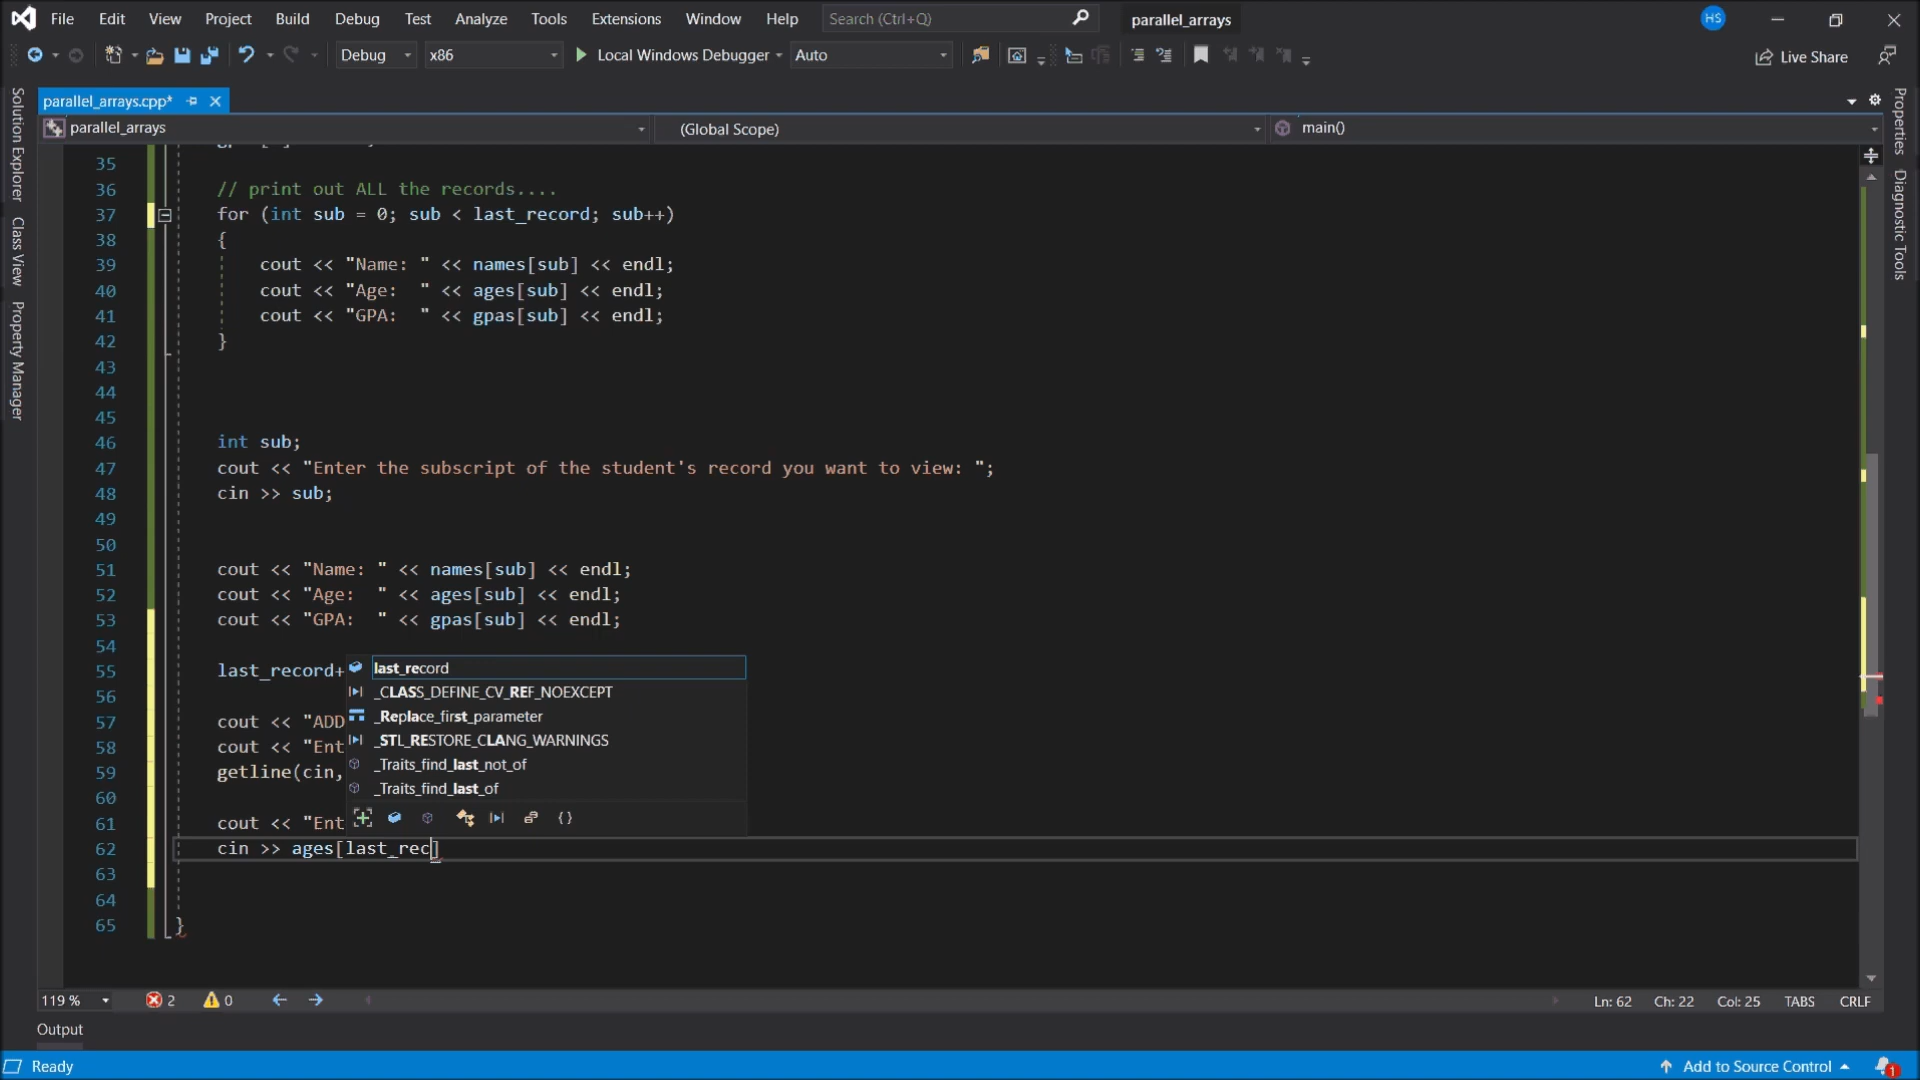 File Edit View Project Build Debug Test Analyze Tools Extensions Window Help Search (Ctrl+Q) parallel_arrays HS
Debug x86 Local Windows Debugger Auto Live Share
parallel_arrays.cpp*
parallel_arrays (Global Scope) main()
Solution Explorer
Class View
Property Manager
Properties
Diagnostic Tools
35
36 // print out ALL the records....
37 for (int sub = 0; sub < last_record; sub++)
38 {
39 cout << "Name: " << names[sub] << endl;
40 cout << "Age:  " << ages[sub] << endl;
41 cout << "GPA:  " << gpas[sub] << endl;
42 }
43
44
45
46 int sub;
47 cout << "Enter the subscript of the student's record you want to view: ";
48 cin >> sub;
49
50
51 cout << "Name: " << names[sub] << endl;
52 cout << "Age:  " << ages[sub] << endl;
53 cout << "GPA:  " << gpas[sub] << endl;
54
55 last_record+
56
57 cout << "ADD
58 cout << "Ent
59 getline(cin,
60
61 cout << "Ent
62 cin >> ages[last_rec]
63
64
65 }
last_record
_CLASS_DEFINE_CV_REF_NOEXCEPT
_Replace_first_parameter
_STL_RESTORE_CLANG_WARNINGS
_Traits_find_last_not_of
_Traits_find_last_of
119 % 2 0 Ln: 62 Ch: 22 Col: 25 TABS CRLF
Output
Ready Add to Source Control 1